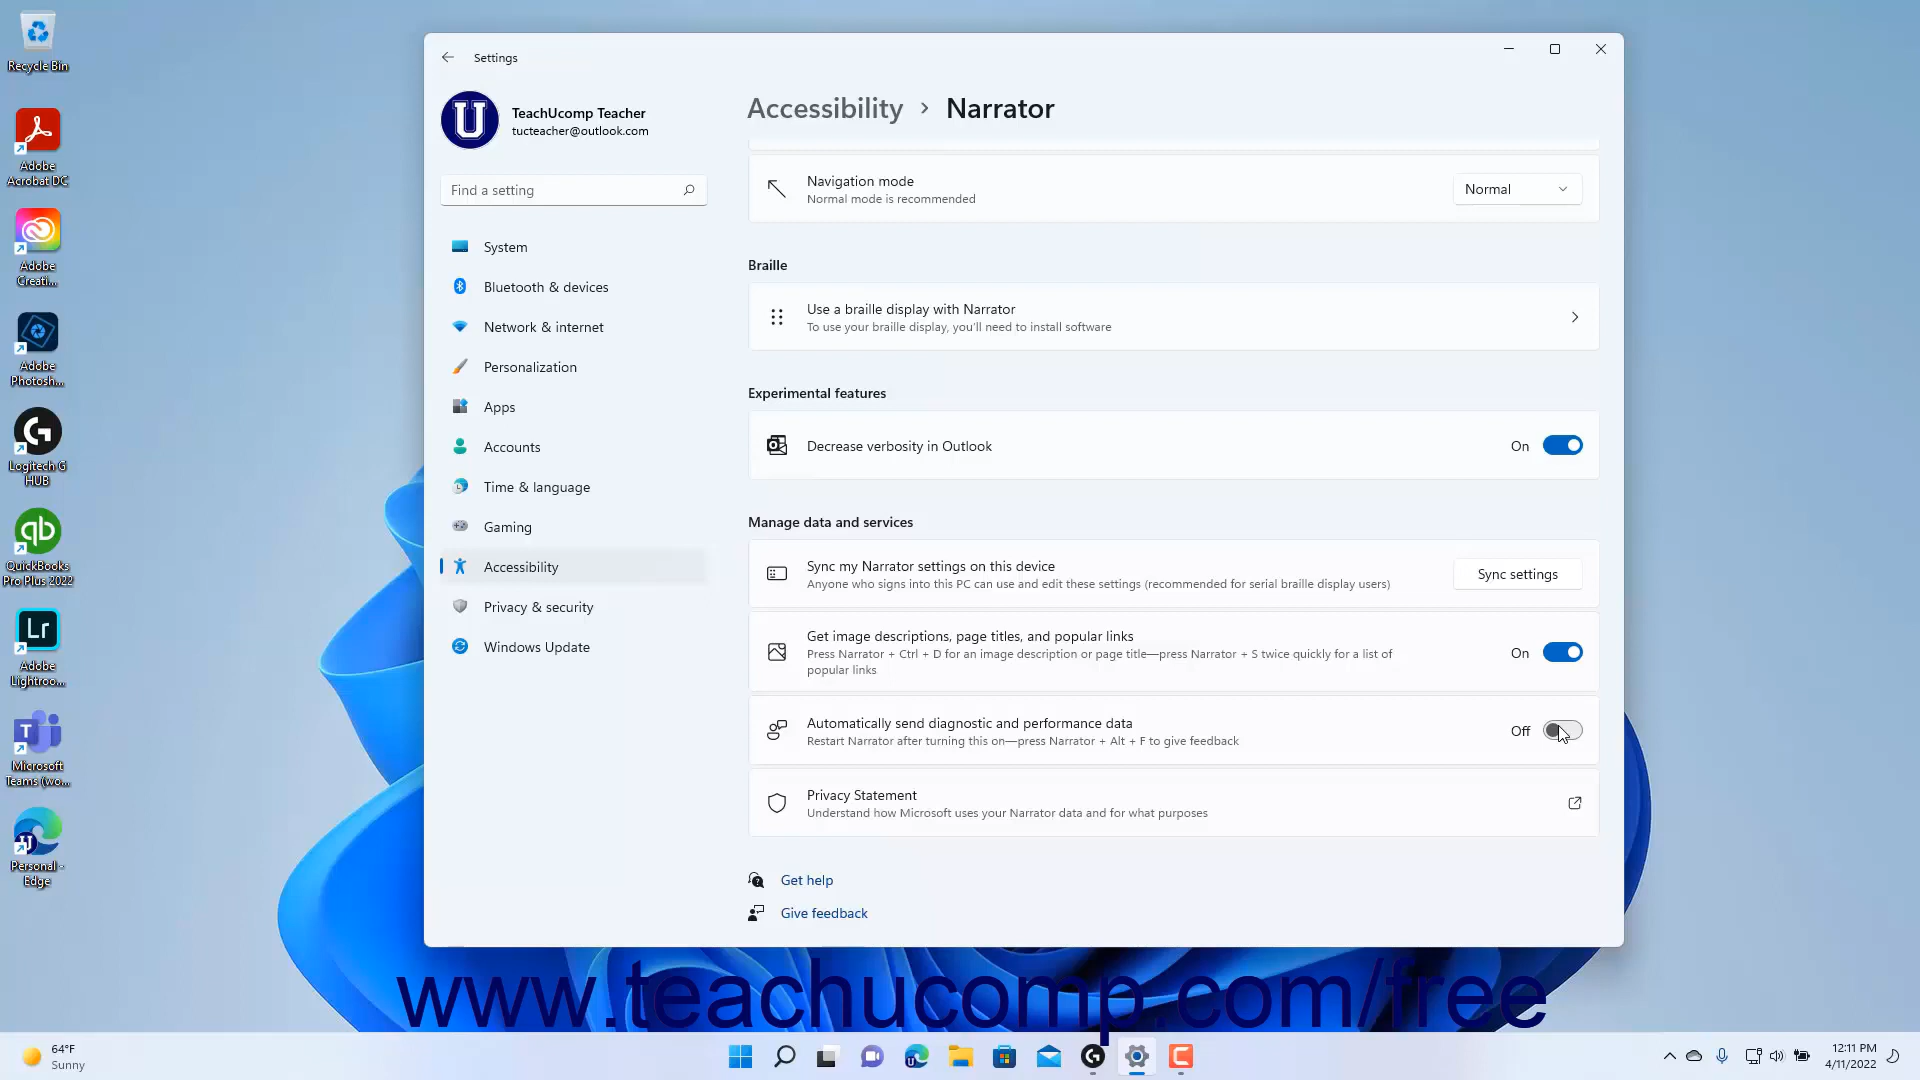 Recycle Bin
Adobe
Acrobat DC
Adobe
Creati...
Adobe
Photosh...
Logitech G
HUB
QuickBooks
Pro Plus 2022
Adobe
Lightroo...
Microsoft
Teams (wo...
Personal -
Edge
Settings
TeachUcomp Teacher
tucteacher@outlook.com
Find a setting
System
Bluetooth & devices
Network & internet
Personalization
Apps
Accounts
Time & language
Gaming
Accessibility
Privacy & security
Windows Update
Accessibility > Narrator
Navigation mode
Normal mode is recommended
Normal
Braille
Use a braille display with Narrator
To use your braille display, you'll need to install software
Experimental features
Decrease verbosity in Outlook
On
Manage data and services
Sync my Narrator settings on this device
Anyone who signs into this PC can use and edit these settings (recommended for serial braille display users)
Sync settings
Get image descriptions, page titles, and popular links
Press Narrator + Ctrl + D for an image description or page title—press Narrator + S twice quickly for a list of
popular links
On
Automatically send diagnostic and performance data
Restart Narrator after turning this on—press Narrator + Alt + F to give feedback
Off
Privacy Statement
Understand how Microsoft uses your Narrator data and for what purposes
Get help
Give feedback
www.teachucomp.com/free
64°F
Sunny
12:11 PM
4/11/2022